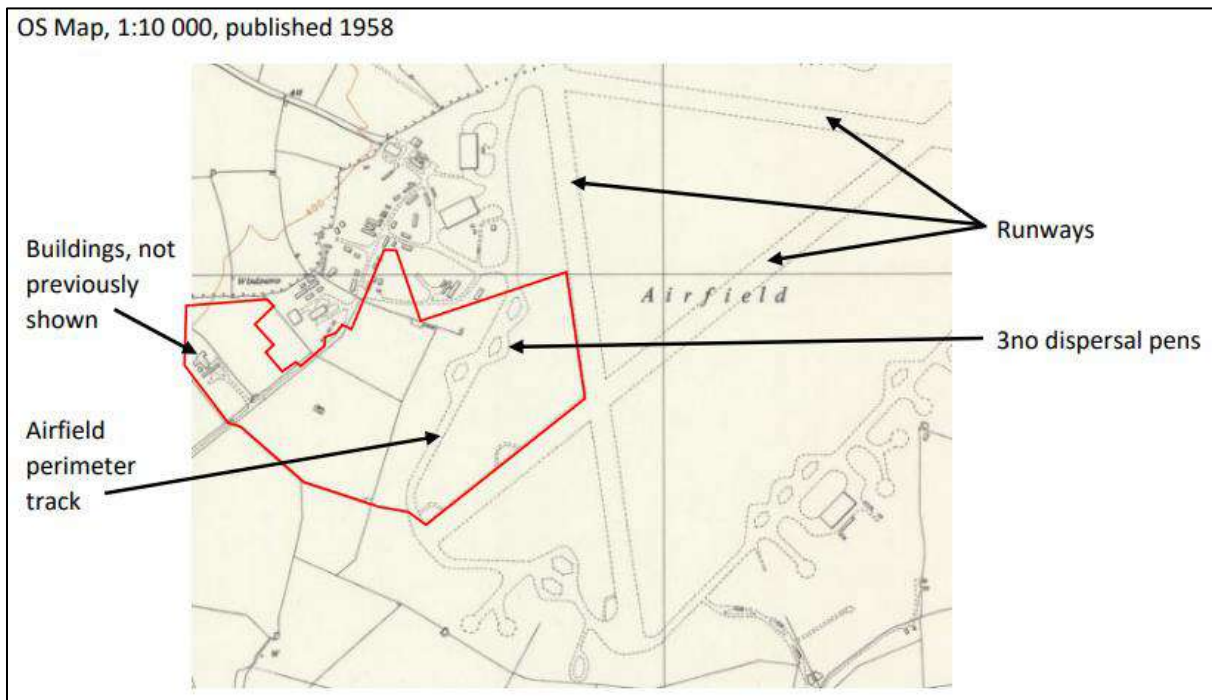 OS Map, 1:10 000, published 1958
Buildings, not
previously
shown
Airfield
perimeter
track
Runways
3no dispersal pens
Airfield
400
W